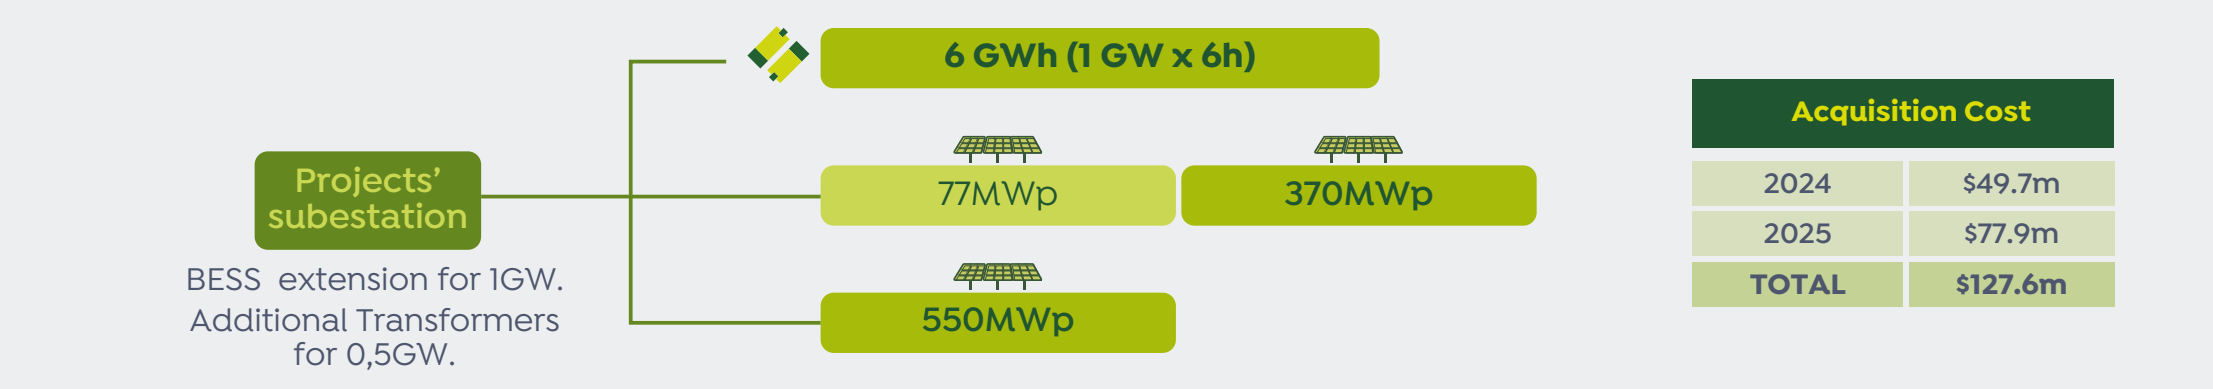 6 GWh (1 GW x 6h)
Projects’
subestation
BESS  extension for 1GW.
Additional Transformers
for 0,5GW.
77MWp
370MWp
550MWp
Acquisition Cost
2024 $49.7m
2025 $77.9m
TOTAL $127.6m